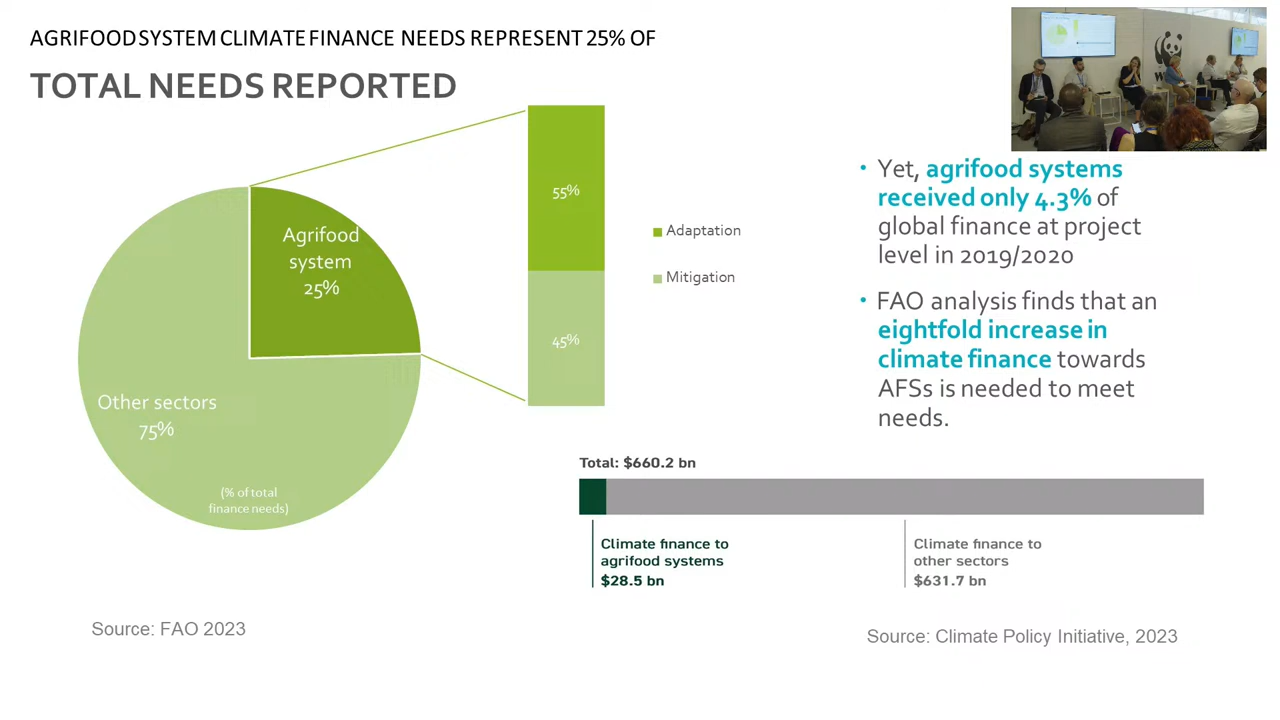 AGRIFOOD SYSTEM CLIMATE FINANCE NEEDS REPRESENT 25% OF
TOTAL NEEDS REPORTED
Agrifood
system
25%
Other sectors
75%
(% of total
finance needs)
55%
45%
Adaptation
Mitigation
• Yet, agrifood systems
received only 4.3% of
global finance at project
level in 2019/2020
• FAO analysis finds that an
eightfold increase in
climate finance towards
AFSs is needed to meet
needs.
Total: $660.2 bn
Climate finance to
agrifood systems
$28.5 bn
Climate finance to
other sectors
$631.7 bn
Source: FAO 2023
Source: Climate Policy Initiative, 2023